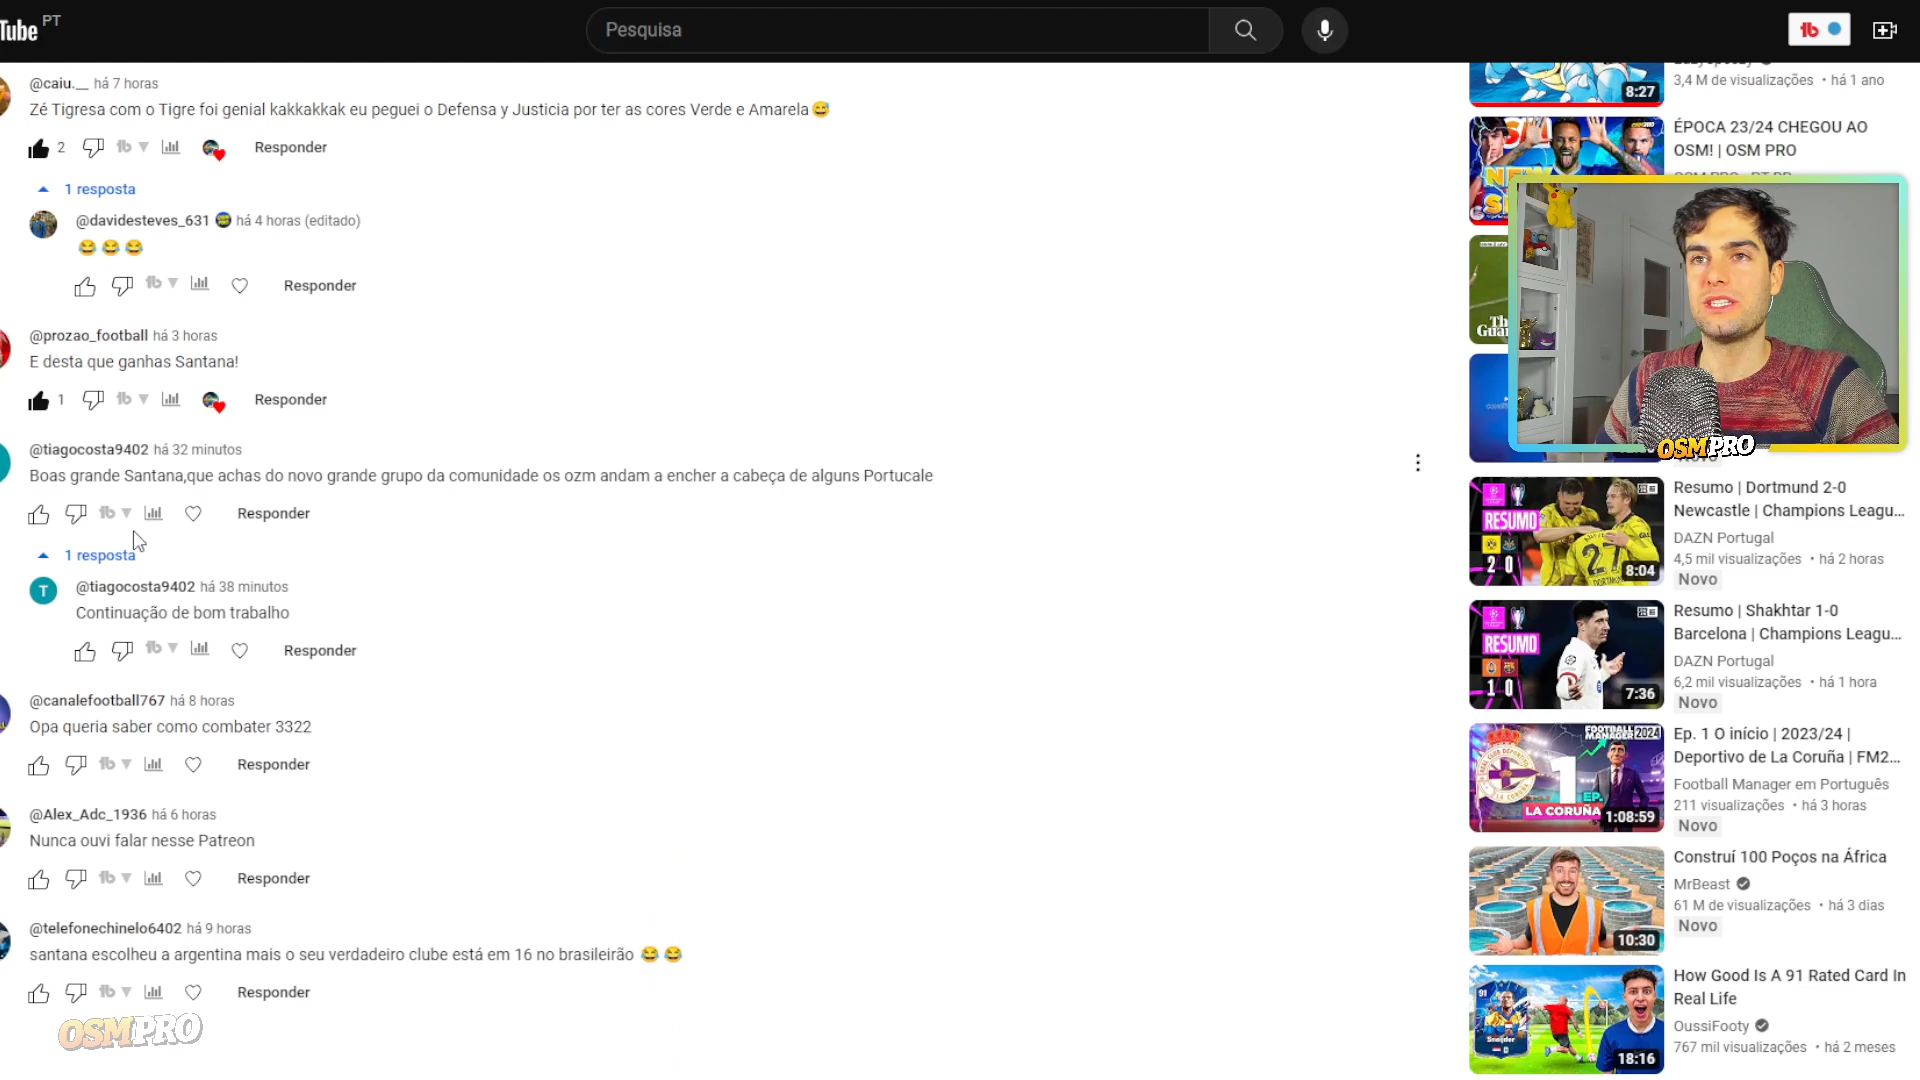 Tube PT
Pesquisa
@caiu.__ há 7 horas
Zé Tigresa com o Tigre foi genial kakkakkak eu peguei o Defensa y Justicia por ter as cores Verde e Amarela😅
2
Responder
1 resposta
@davidesteves_631 há 4 horas (editado)
😂😂😂
Responder
@prozao_football há 3 horas
E desta que ganhas Santana!
1
Responder
@tiagocosta9402 há 32 minutos
Boas grande Santana,que achas do novo grande grupo da comunidade os ozm andam a encher a cabeça de alguns Portucale
Responder
1 resposta
T
@tiagocosta9402 há 38 minutos
Continuação de bom trabalho
Responder
@canalefootball767 há 8 horas
Opa queria saber como combater 3322
Responder
@Alex_Adc_1936 há 6 horas
Nunca ouvi falar nesse Patreon
Responder
@telefonechinelo6402 há 9 horas
santana escolheu a argentina mais o seu verdadeiro clube está em 16 no brasileirão 😂😂
Responder
OSMPRO
8:27
3,4 M de visualizações • há 1 ano
ÉPOCA 23/24 CHEGOU AO
OSM! | OSM PRO
OSMPRO
RESUMO
2 0
27
8:04
Resumo | Dortmund 2-0
Newcastle | Champions Leagu...
DAZN Portugal
4,5 mil visualizações • há 2 horas
Novo
RESUMO
1 0
7:36
Resumo | Shakhtar 1-0
Barcelona | Champions Leagu...
DAZN Portugal
6,2 mil visualizações • há 1 hora
Novo
FOOTBALL
MANAGER 2024
1
EP.
LA CORUÑA
1:08:59
Ep. 1 O início | 2023/24 |
Deportivo de La Coruña | FM2...
Football Manager em Português
211 visualizações • há 3 horas
Novo
10:30
Construí 100 Poços na África
MrBeast
61 M de visualizações • há 3 dias
Novo
91
Sneijder
18:16
How Good Is A 91 Rated Card In
Real Life
OussiFooty
767 mil visualizações • há 2 meses